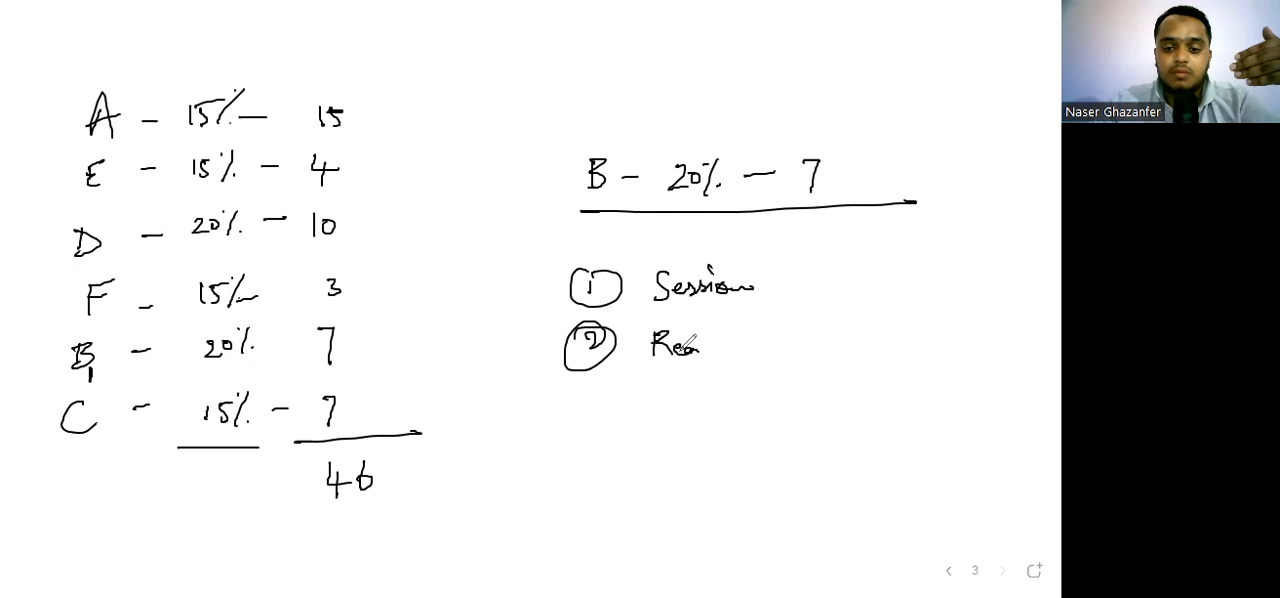 A - 15% - 15
E - 15% - 4
D - 20% - 10
F - 15% 3
B - 20% 7
C - 15% - 7
46
B - 20% - 7
1 Session
2 Rea
Naser Ghazanfer
3